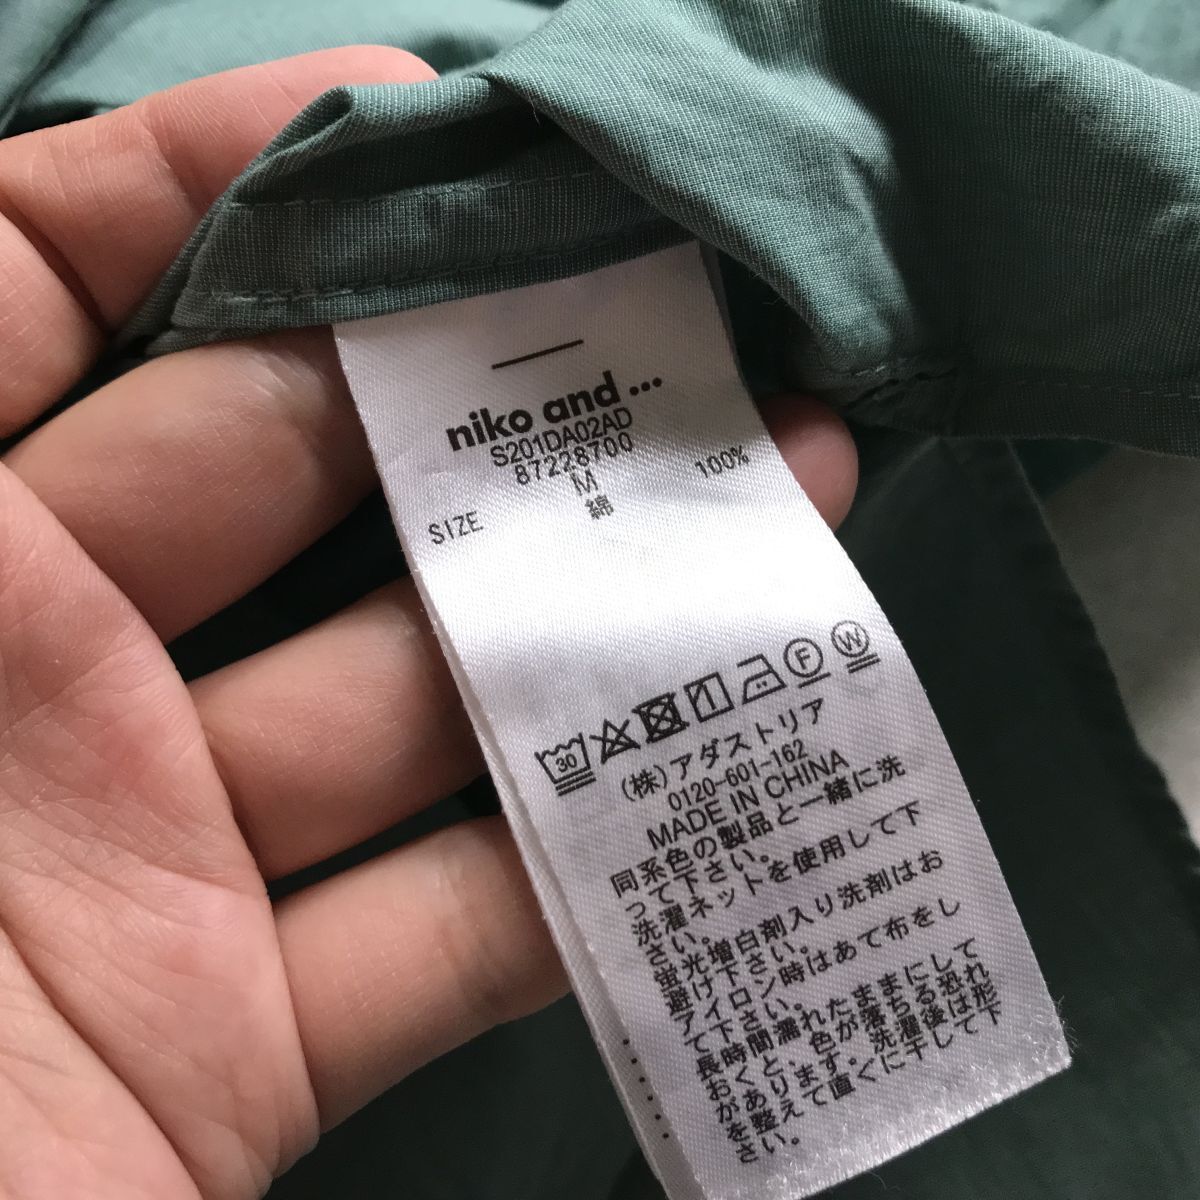 niko and ...
S201DA02AD
87228700
SIZE M
綿 100%
30 F W
(株)アダストリア
0120-601-162
MADE IN CHINA
同系色の製品と一緒に洗
って下さい。
洗濯ネットを使用して下
さい。
蛍光増白剤入り洗剤はお
避け下さい。
アイロン時はあて布をし
て下さい。
長時間濡れたままにして
おくと、色が落ちる恐れ
があります。洗濯後は形
を整えて直ぐに干して下
さい。